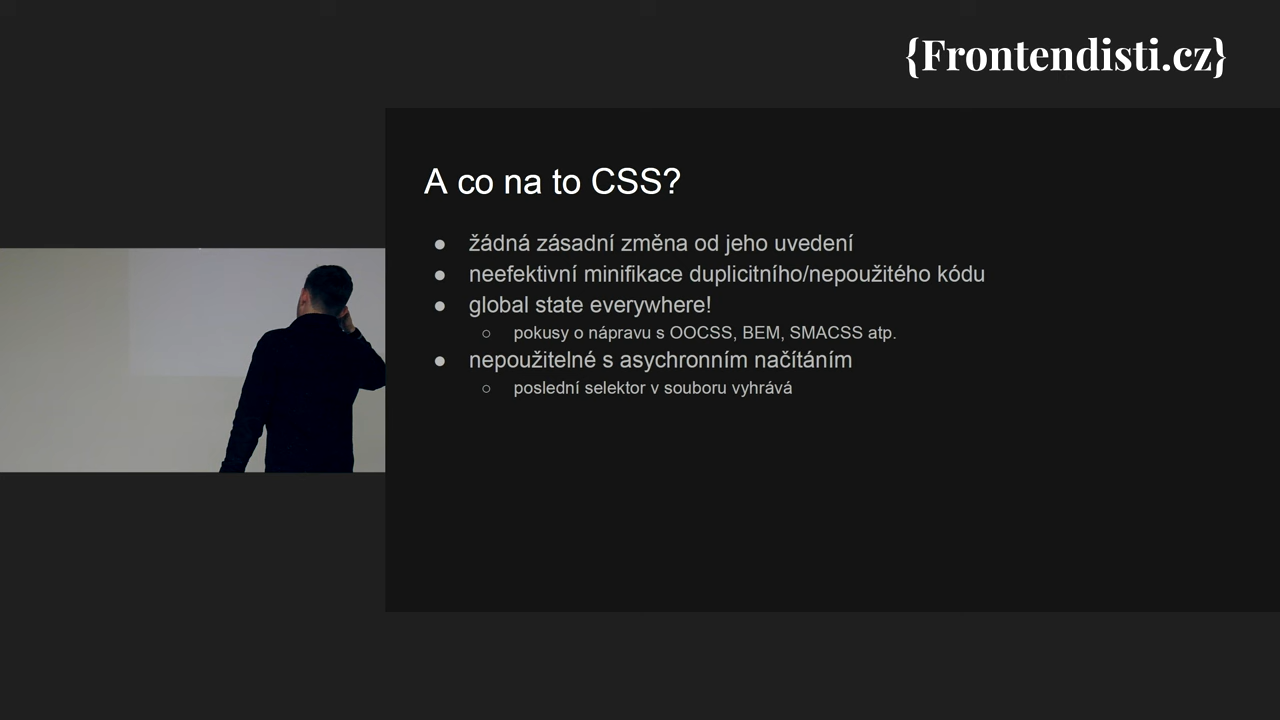 {Frontendisti.cz}
A co na to CSS?
● žádná zásadní změna od jeho uvedení
● neefektivní minifikace duplicitního/nepoužitého kódu
● global state everywhere!
○ pokusy o nápravu s OOCSS, BEM, SMACSS atp.
● nepoužitelné s asychronním načítáním
○ poslední selektor v souboru vyhrává